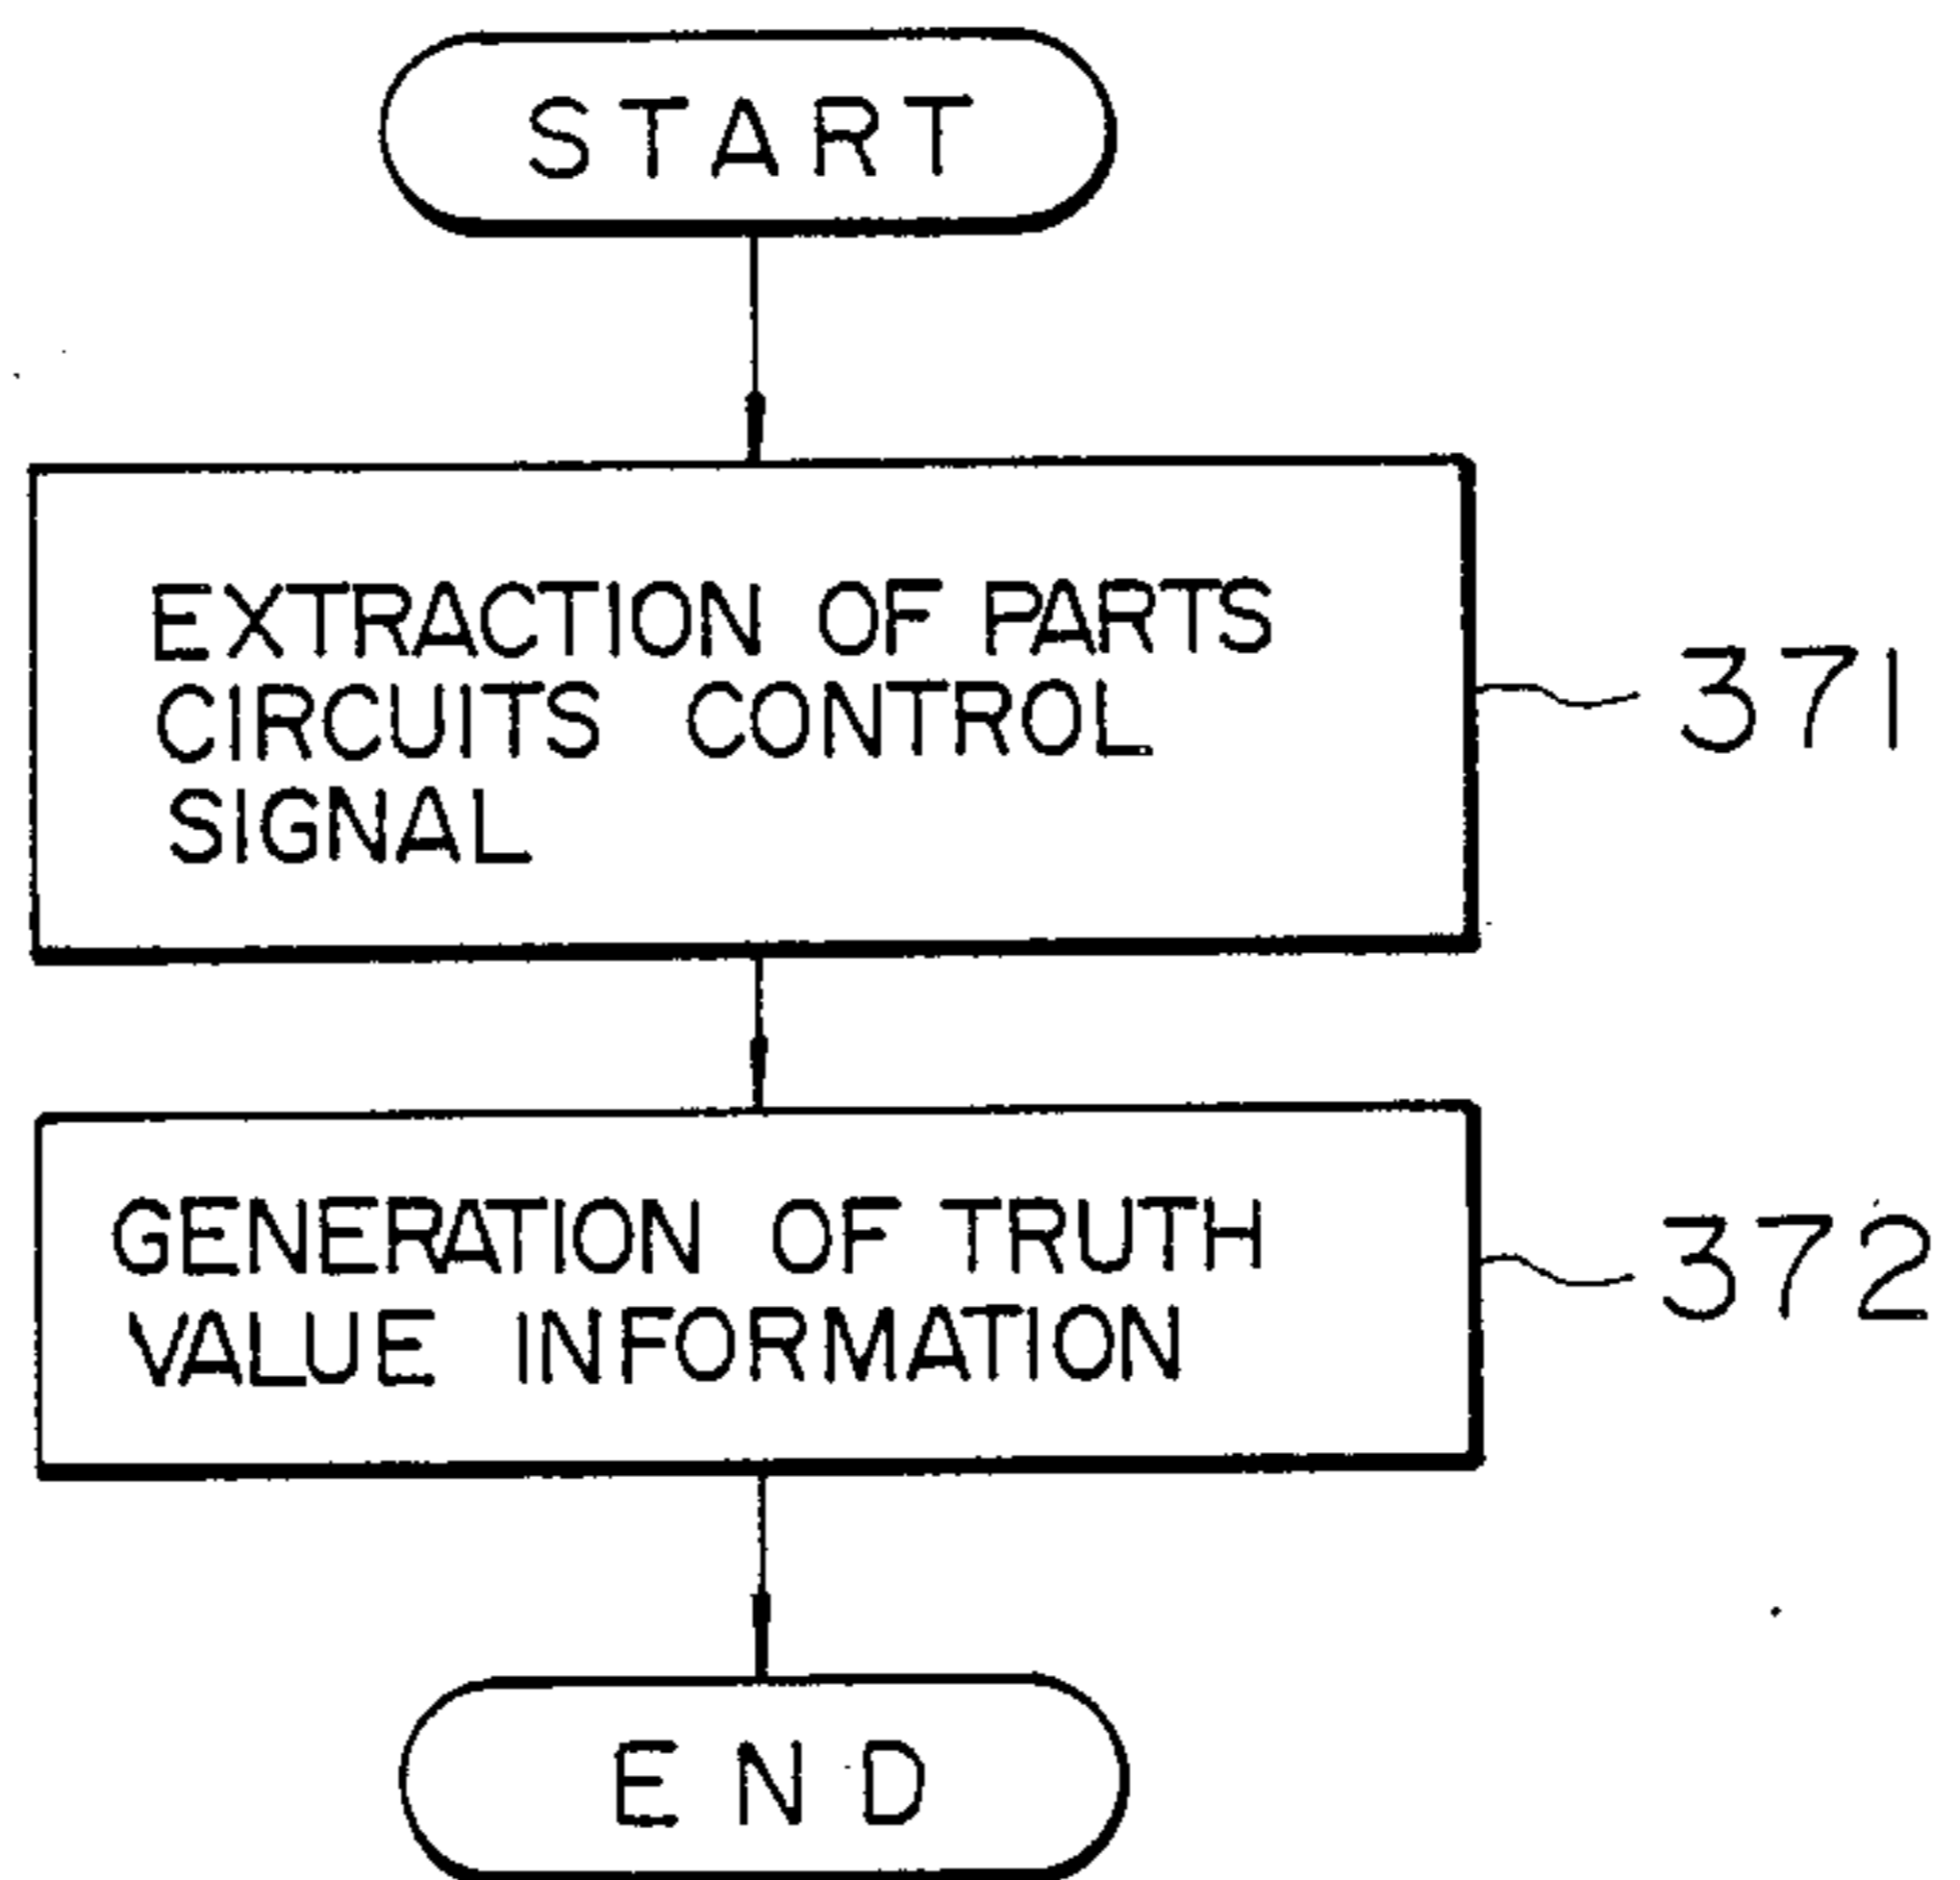 START
EXTRACTION OF PARTS
CIRCUITS CONTROL
SIGNAL
371
GENERATION OF TRUTH
VALUE INFORMATION
372
END